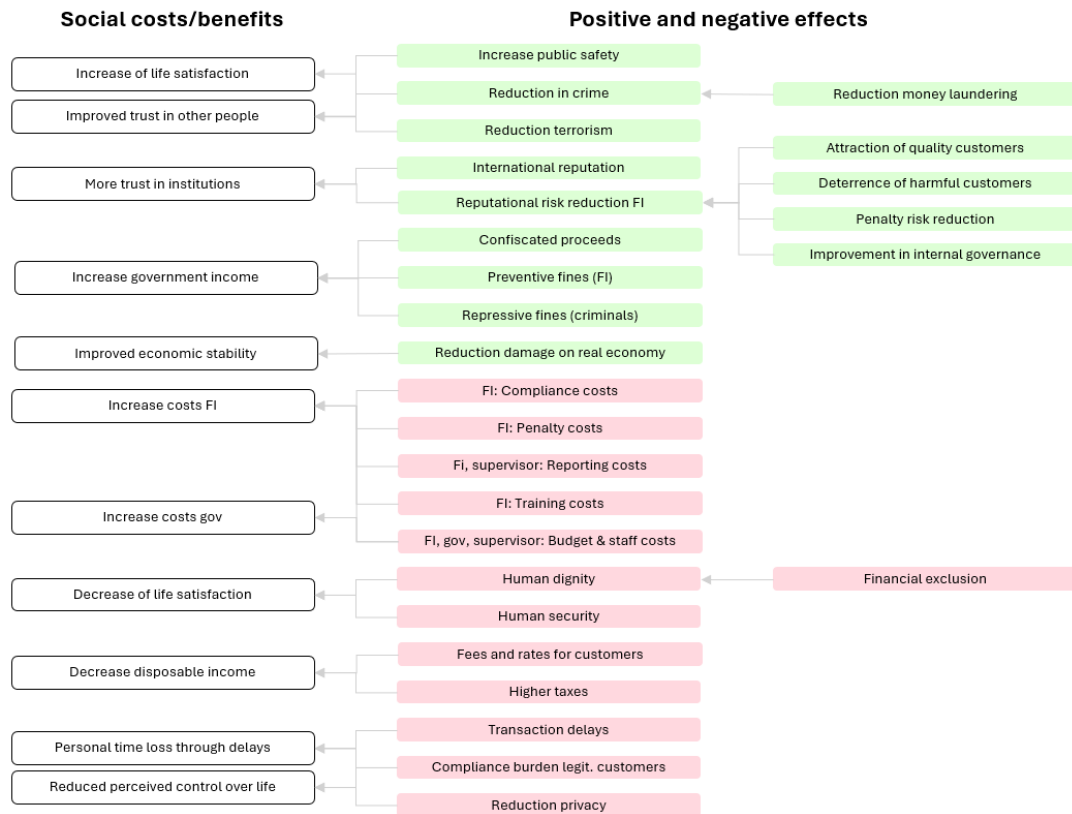 Social costs/benefits
Positive and negative effects
Increase of life satisfaction
Improved trust in other people
More trust in institutions
Increase government income
Improved economic stability
Increase costs FI
Increase costs gov
Decrease of life satisfaction
Decrease disposable income
Personal time loss through delays
Reduced perceived control over life
Increase public safety
Reduction in crime
Reduction terrorism
International reputation
Reputational risk reduction FI
Confiscated proceeds
Preventive fines (FI)
Repressive fines (criminals)
Reduction damage on real economy
FI: Compliance costs
FI: Penalty costs
Fi, supervisor: Reporting costs
FI: Training costs
FI, gov, supervisor: Budget & staff costs
Human dignity
Human security
Fees and rates for customers
Higher taxes
Transaction delays
Compliance burden legit. customers
Reduction privacy
Reduction money laundering
Attraction of quality customers
Deterrence of harmful customers
Penalty risk reduction
Improvement in internal governance
Financial exclusion